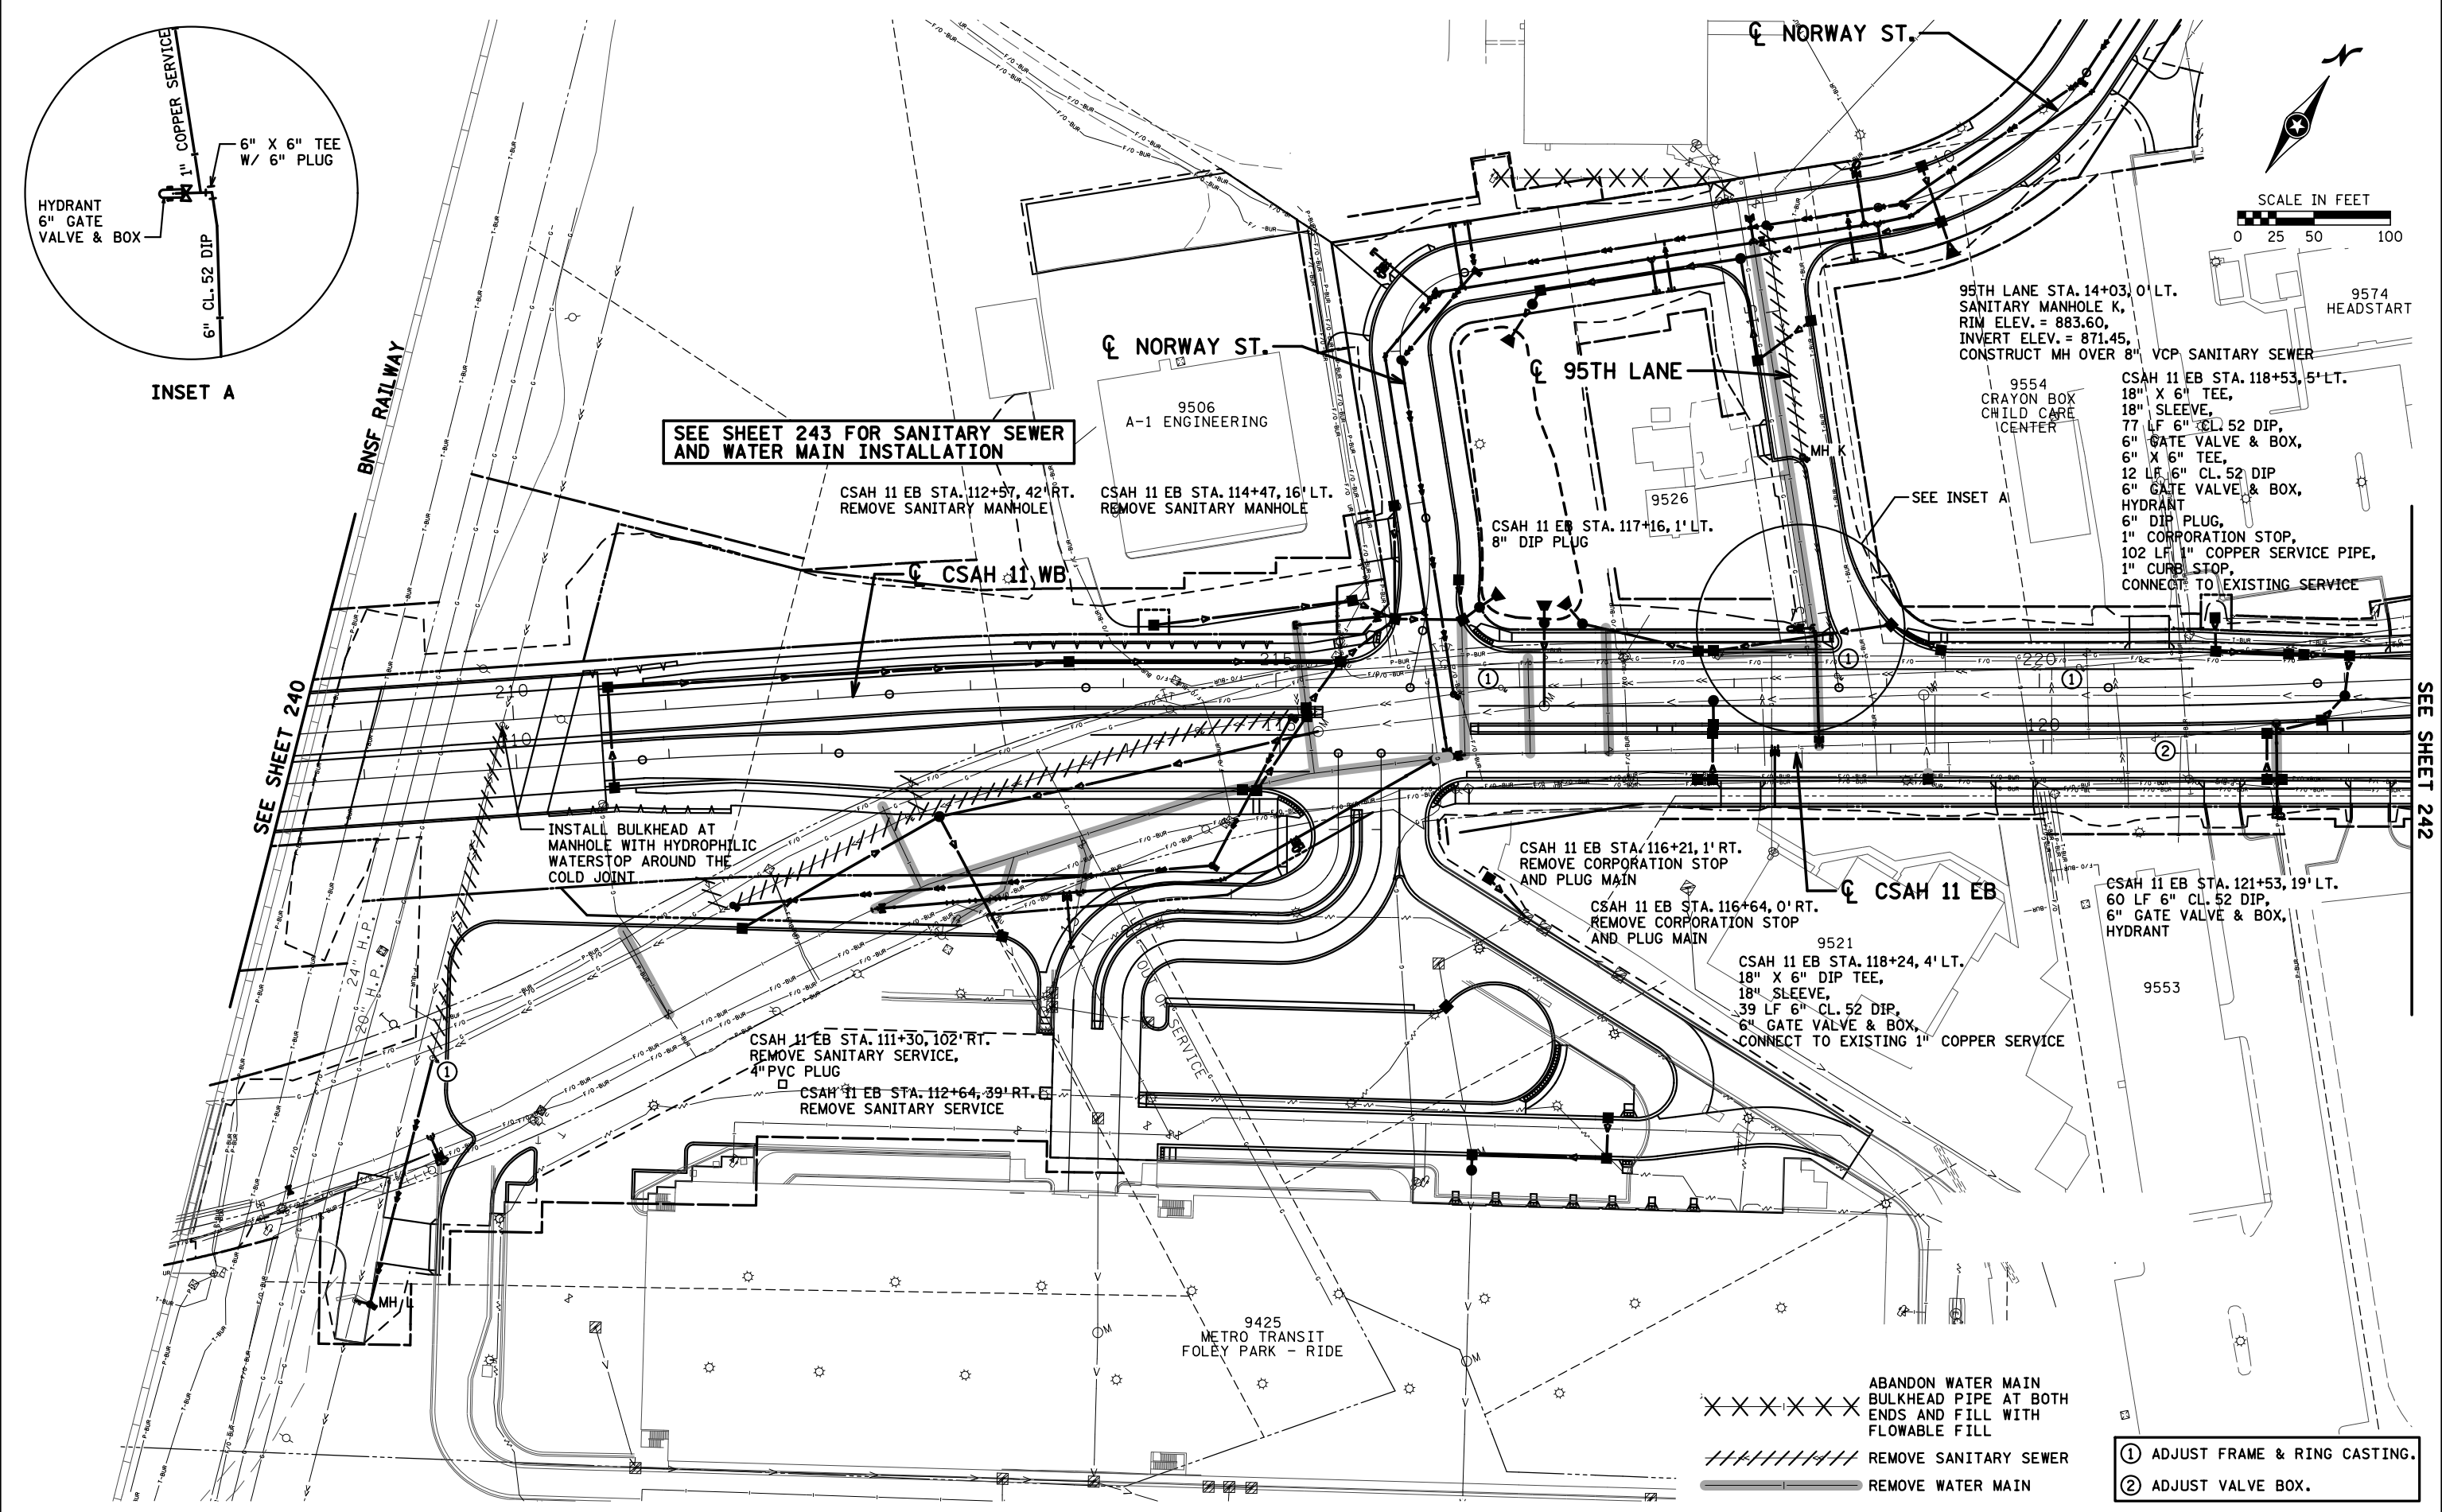 INSET A
1" COPPER SERVICE
6" X 6" TEE
W/ 6" PLUG
HYDRANT
6" GATE
VALVE & BOX
6" CL. 52 DIP
℄ NORWAY ST.
SCALE IN FEET
0 25 50 100
BNSF RAILWAY
SEE SHEET 240
SEE SHEET 242
℄ NORWAY ST.
℄ 95TH LANE
9506
A-1 ENGINEERING
SEE SHEET 243 FOR SANITARY SEWER
AND WATER MAIN INSTALLATION
CSAH 11 EB STA. 112+57, 42' RT.
REMOVE SANITARY MANHOLE
CSAH 11 EB STA. 114+47, 16' LT.
REMOVE SANITARY MANHOLE
℄ CSAH 11 WB
95TH LANE STA. 14+03, 0' LT.
SANITARY MANHOLE K,
RIM ELEV. = 883.60,
INVERT ELEV. = 871.45,
CONSTRUCT MH OVER 8" VCP SANITARY SEWER
9574
HEADSTART
9554
CRAYON BOX
CHILD CARE
CENTER
CSAH 11 EB STA. 118+53, 5' LT.
18" X 6" TEE,
18" SLEEVE,
77 LF 6" CL. 52 DIP,
6" GATE VALVE & BOX,
6" X 6" TEE,
12 LF 6" CL. 52 DIP
6" GATE VALVE & BOX,
HYDRANT
6" DIP PLUG,
1" CORPORATION STOP,
102 LF 1" COPPER SERVICE PIPE,
1" CURB STOP,
CONNECT TO EXISTING SERVICE
MH K
SEE INSET A
9526
CSAH 11 EB STA. 117+16, 1' LT.
8" DIP PLUG
210
215
220
120
INSTALL BULKHEAD AT
MANHOLE WITH HYDROPHILIC
WATERSTOP AROUND THE
COLD JOINT
CSAH 11 EB STA. 116+21, 1' RT.
REMOVE CORPORATION STOP
AND PLUG MAIN
℄ CSAH 11 EB
CSAH 11 EB STA. 116+64, 0' RT.
REMOVE CORPORATION STOP
AND PLUG MAIN
CSAH 11 EB STA. 121+53, 19' LT.
60 LF 6" CL. 52 DIP,
6" GATE VALVE & BOX,
HYDRANT
9521
CSAH 11 EB STA. 118+24, 4' LT.
18" X 6" DIP TEE,
18" SLEEVE,
39 LF 6" CL. 52 DIP,
6" GATE VALVE & BOX,
CONNECT TO EXISTING 1" COPPER SERVICE
9553
24" H.P.
20" H.P.
OUT OF SERVICE
CSAH 11 EB STA. 111+30, 102' RT.
REMOVE SANITARY SERVICE,
4" PVC PLUG
CSAH 11 EB STA. 112+64, 39' RT.
REMOVE SANITARY SERVICE
MH L
9425
METRO TRANSIT
FOLEY PARK - RIDE
ABANDON WATER MAIN
BULKHEAD PIPE AT BOTH
ENDS AND FILL WITH
FLOWABLE FILL
REMOVE SANITARY SEWER
REMOVE WATER MAIN
① ADJUST FRAME & RING CASTING.
② ADJUST VALVE BOX.